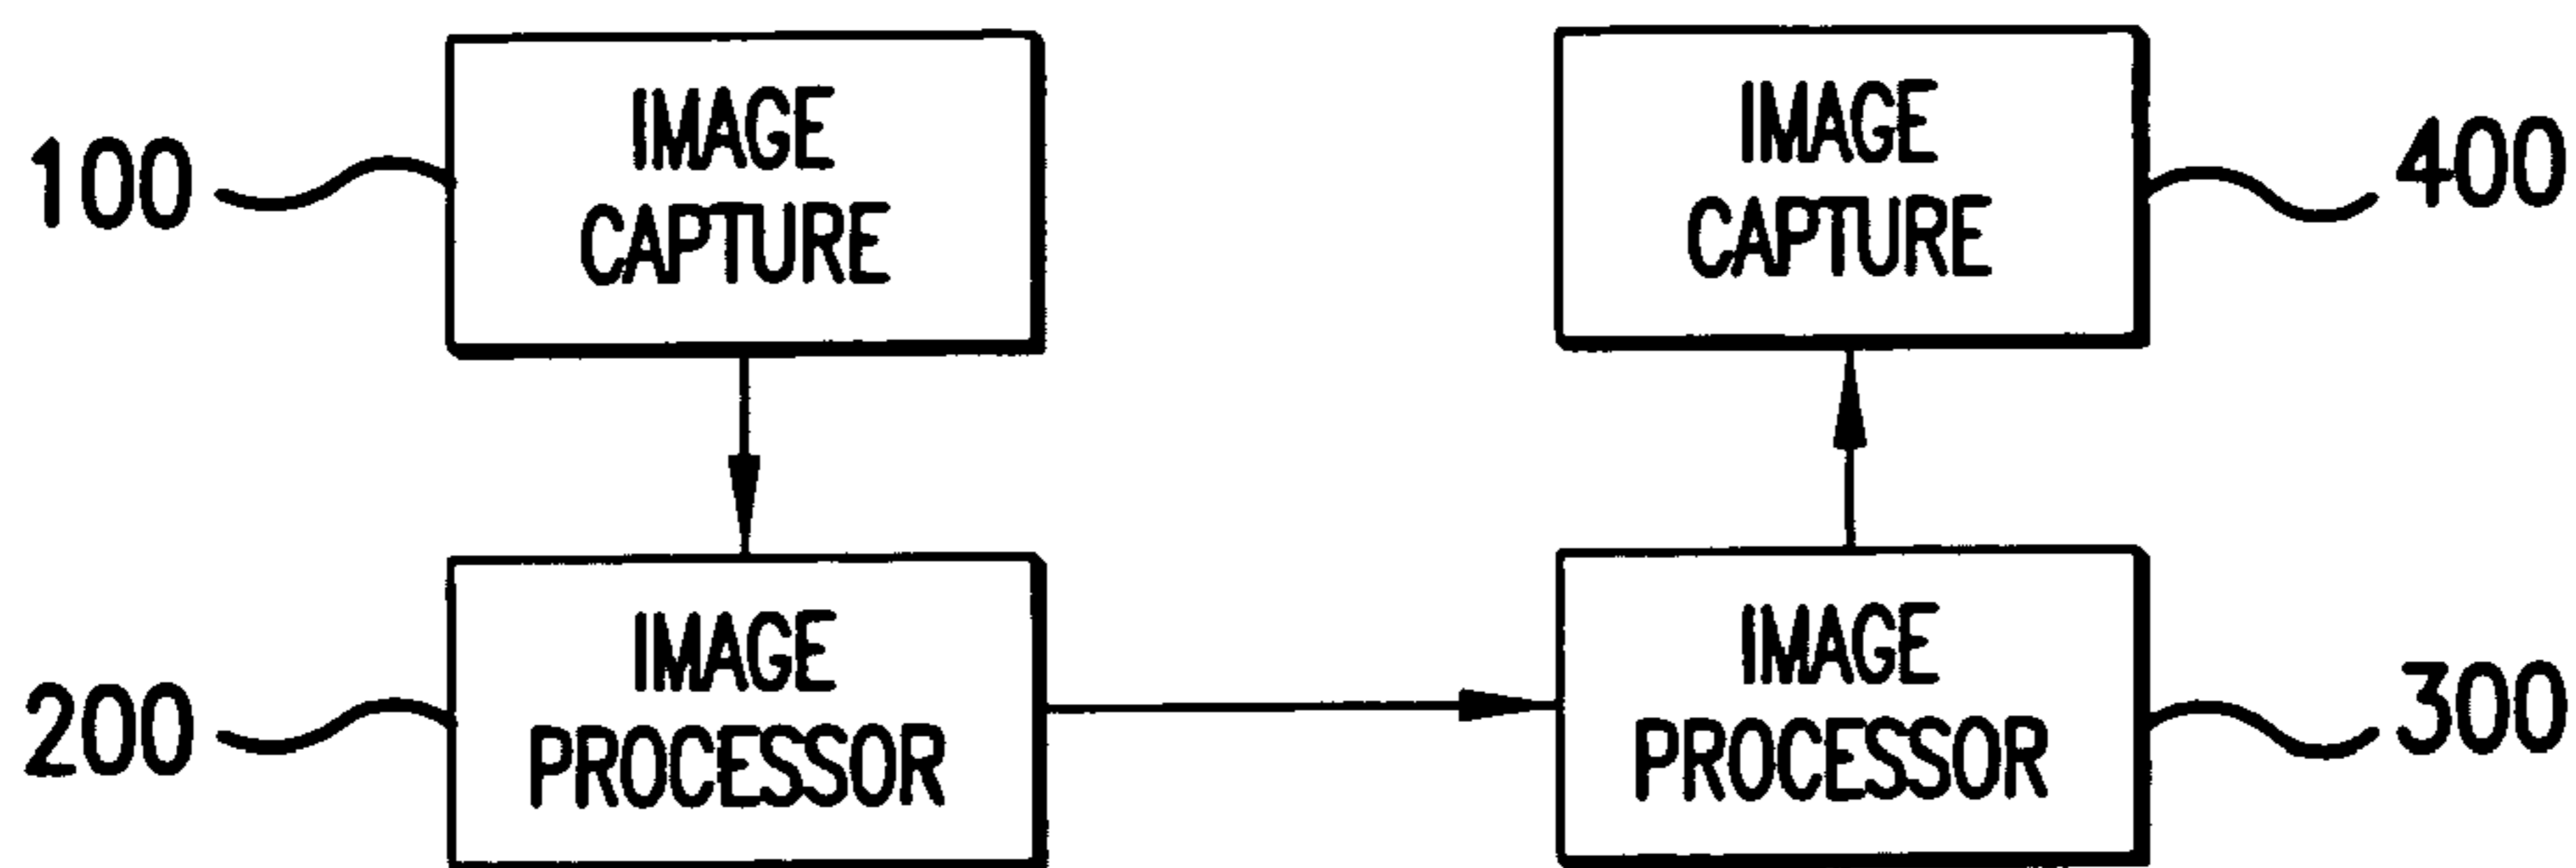 100
IMAGE
CAPTURE
IMAGE
CAPTURE
400
200
IMAGE
PROCESSOR
IMAGE
PROCESSOR
300